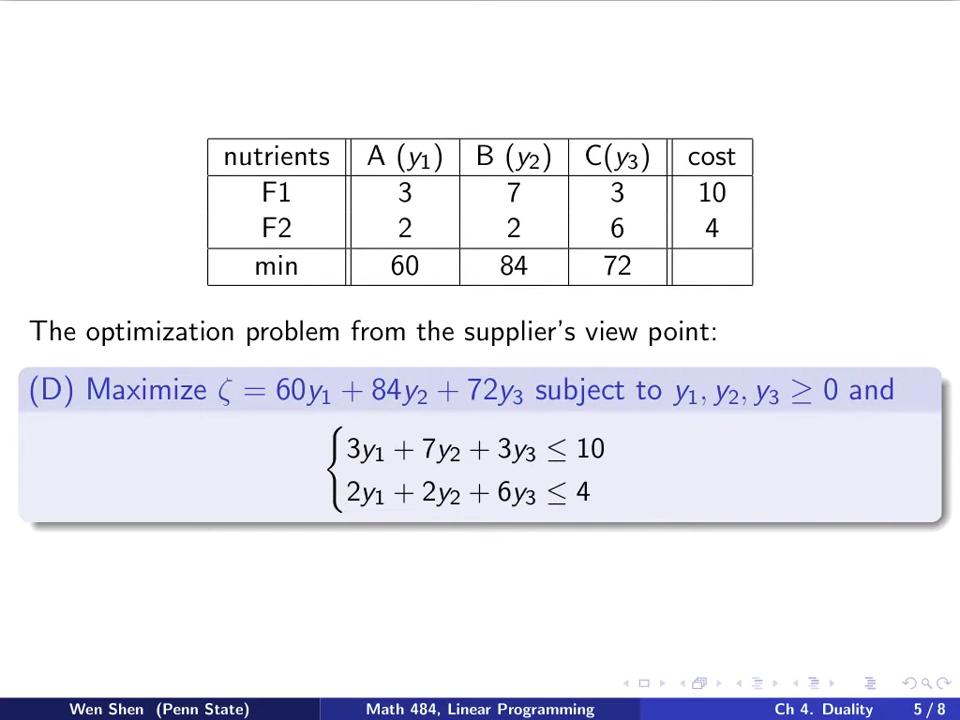 nutrients A (y₁) B (y₂) C(y₃) cost
F1 3 7 3 10
F2 2 2 6 4
min 60 84 72
The optimization problem from the supplier's view point:
(D) Maximize ζ = 60y₁ + 84y₂ + 72y₃ subject to y₁, y₂, y₃ ≥ 0 and
3y₁ + 7y₂ + 3y₃ ≤ 10
2y₁ + 2y₂ + 6y₃ ≤ 4
Wen Shen (Penn State) Math 484, Linear Programming Ch 4. Duality 5 / 8